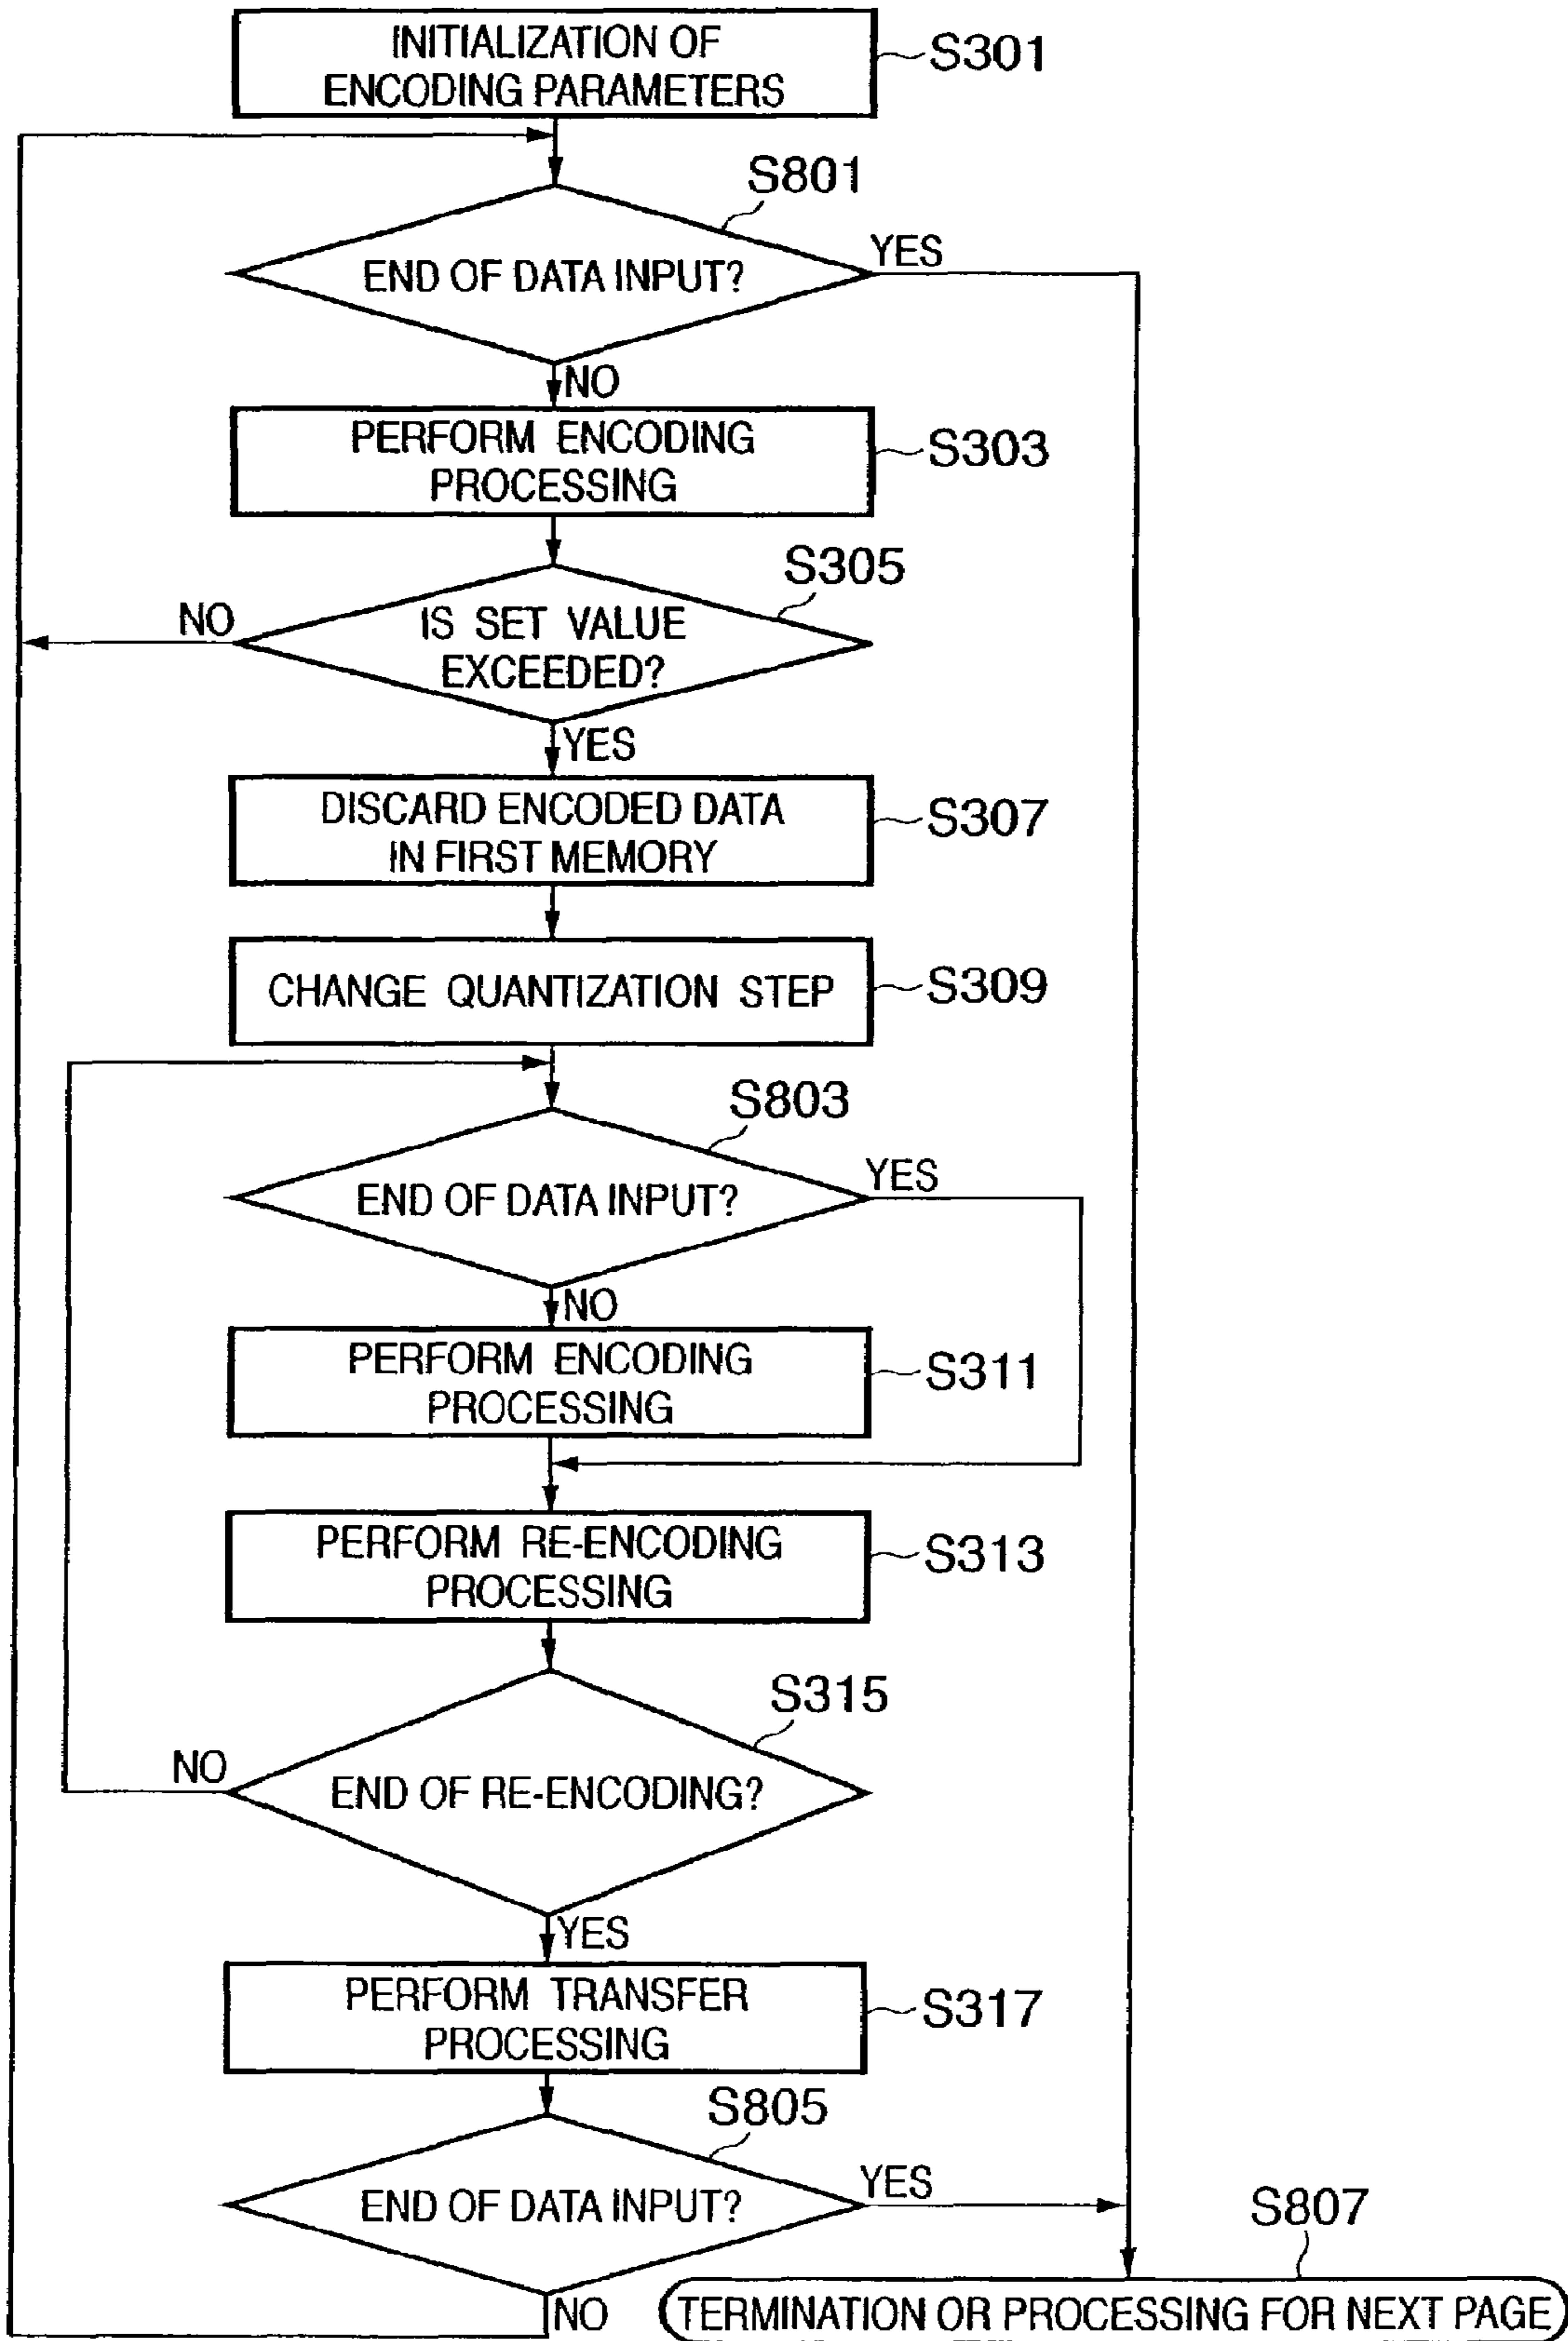 INITIALIZATION OF
ENCODING PARAMETERS
S301
S801
END OF DATA INPUT?
YES
NO
PERFORM ENCODING
PROCESSING
S303
S305
NO
IS SET VALUE
EXCEEDED?
YES
DISCARD ENCODED DATA
IN FIRST MEMORY
S307
CHANGE QUANTIZATION STEP
S309
S803
END OF DATA INPUT?
YES
NO
PERFORM ENCODING
PROCESSING
S311
PERFORM RE-ENCODING
PROCESSING
S313
S315
NO
END OF RE-ENCODING?
YES
PERFORM TRANSFER
PROCESSING
S317
S805
END OF DATA INPUT?
YES
S807
NO
TERMINATION OR PROCESSING FOR NEXT PAGE